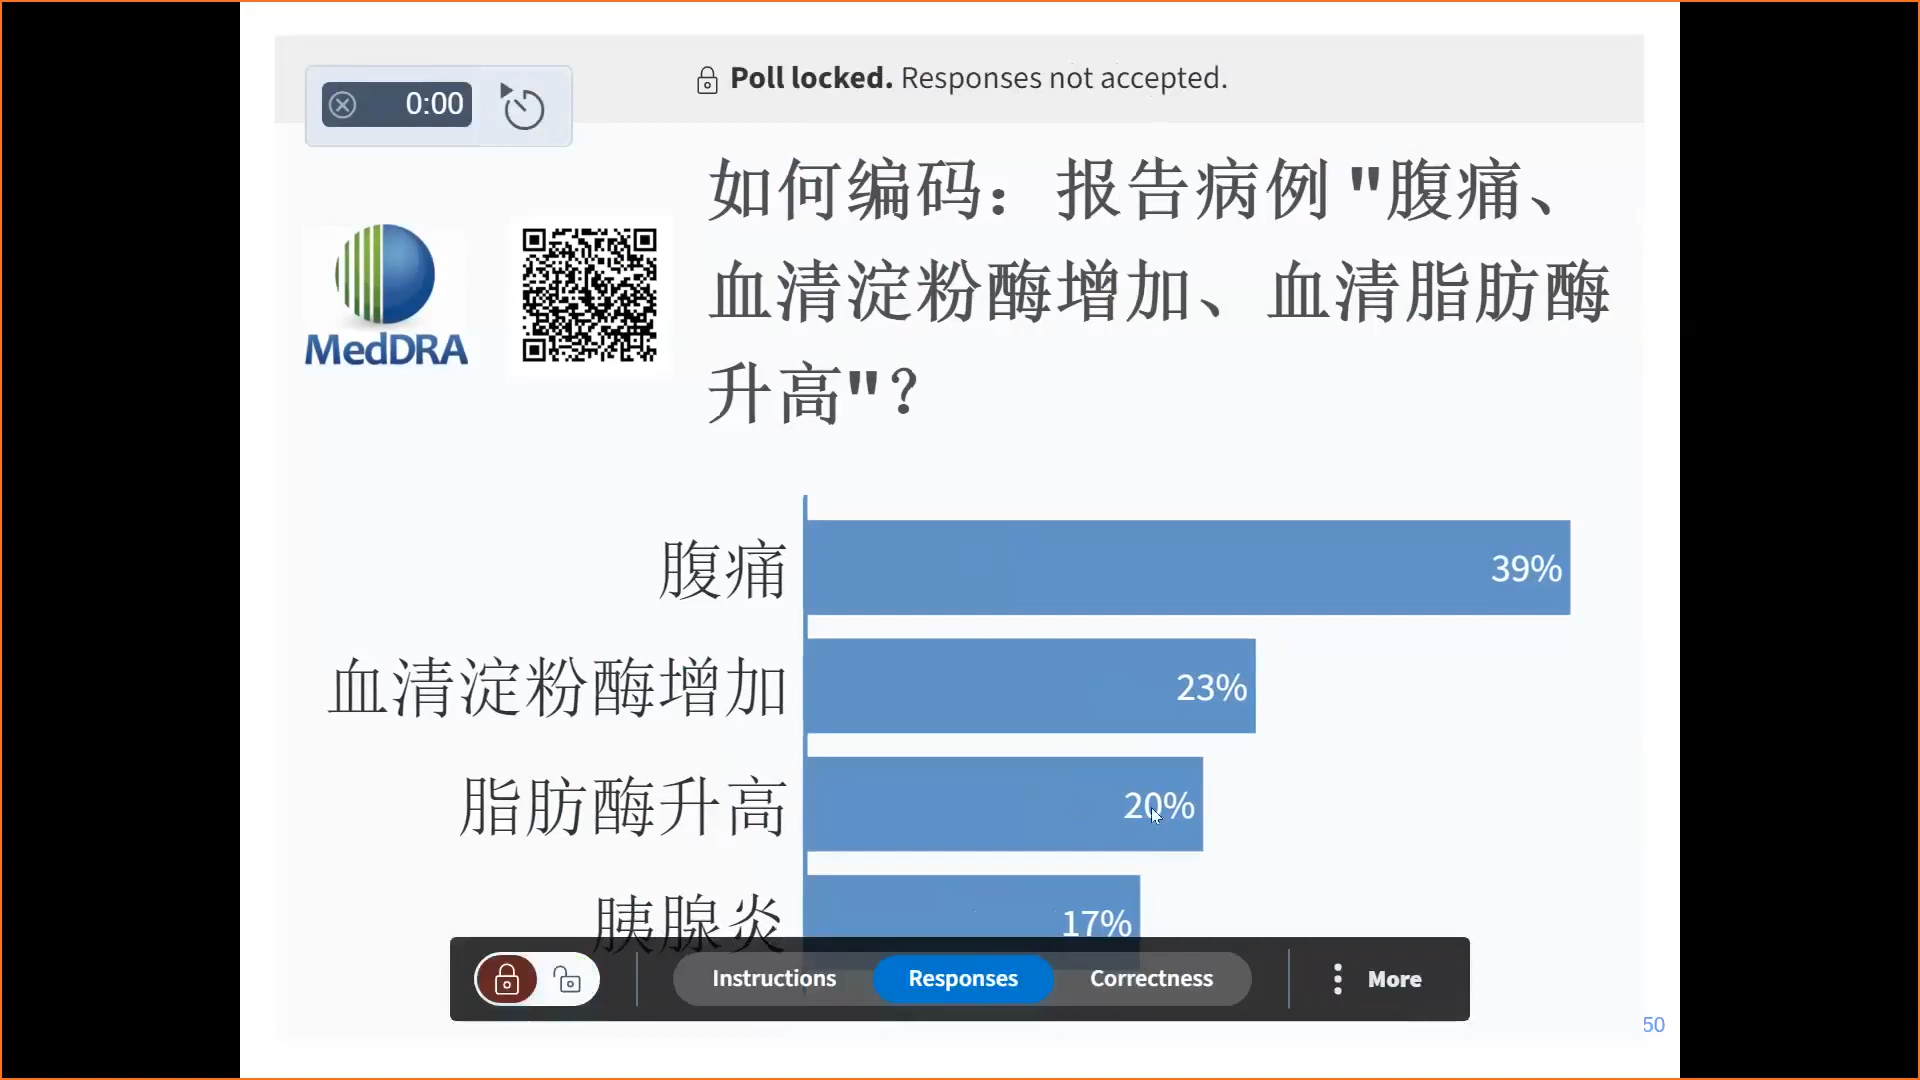 Poll locked. Responses not accepted.
0:00
如何编码：报告病例 "腹痛、
血清淀粉酶增加、血清脂肪酶
升高"？
MedDRA
腹痛
39%
血清淀粉酶增加
23%
脂肪酶升高
20%
胰腺炎
17%
Instructions
Responses
Correctness
More
50